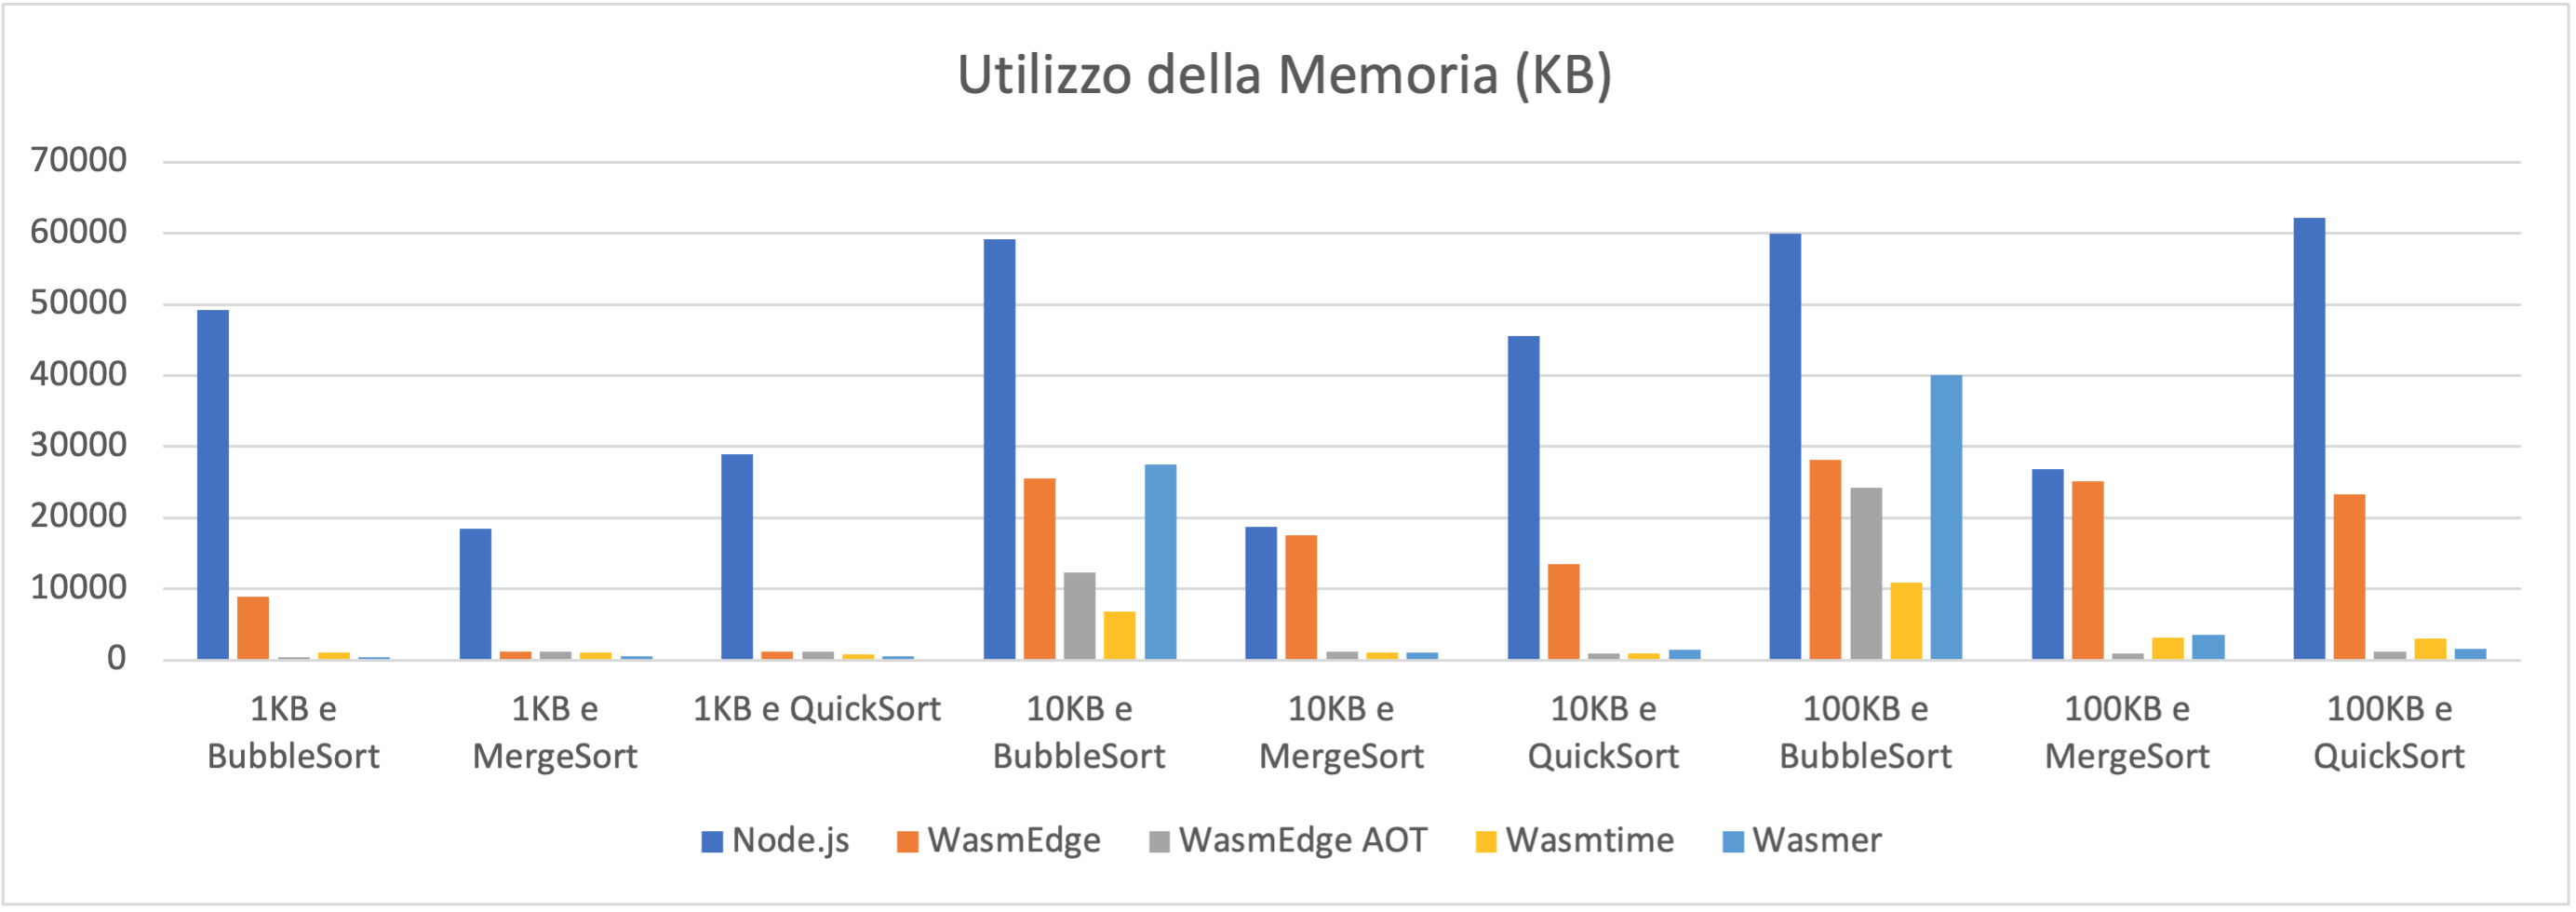 Utilizzo della Memoria (KB)
70000
60000
50000
40000
30000
20000
10000
0
1KB e
BubbleSort
1KB e
MergeSort
1KB e QuickSort
10KB e
BubbleSort
10KB e
MergeSort
10KB e
QuickSort
100KB e
BubbleSort
100KB e
MergeSort
100KB e
QuickSort
Node.js
WasmEdge
WasmEdge AOT
Wasmtime
Wasmer